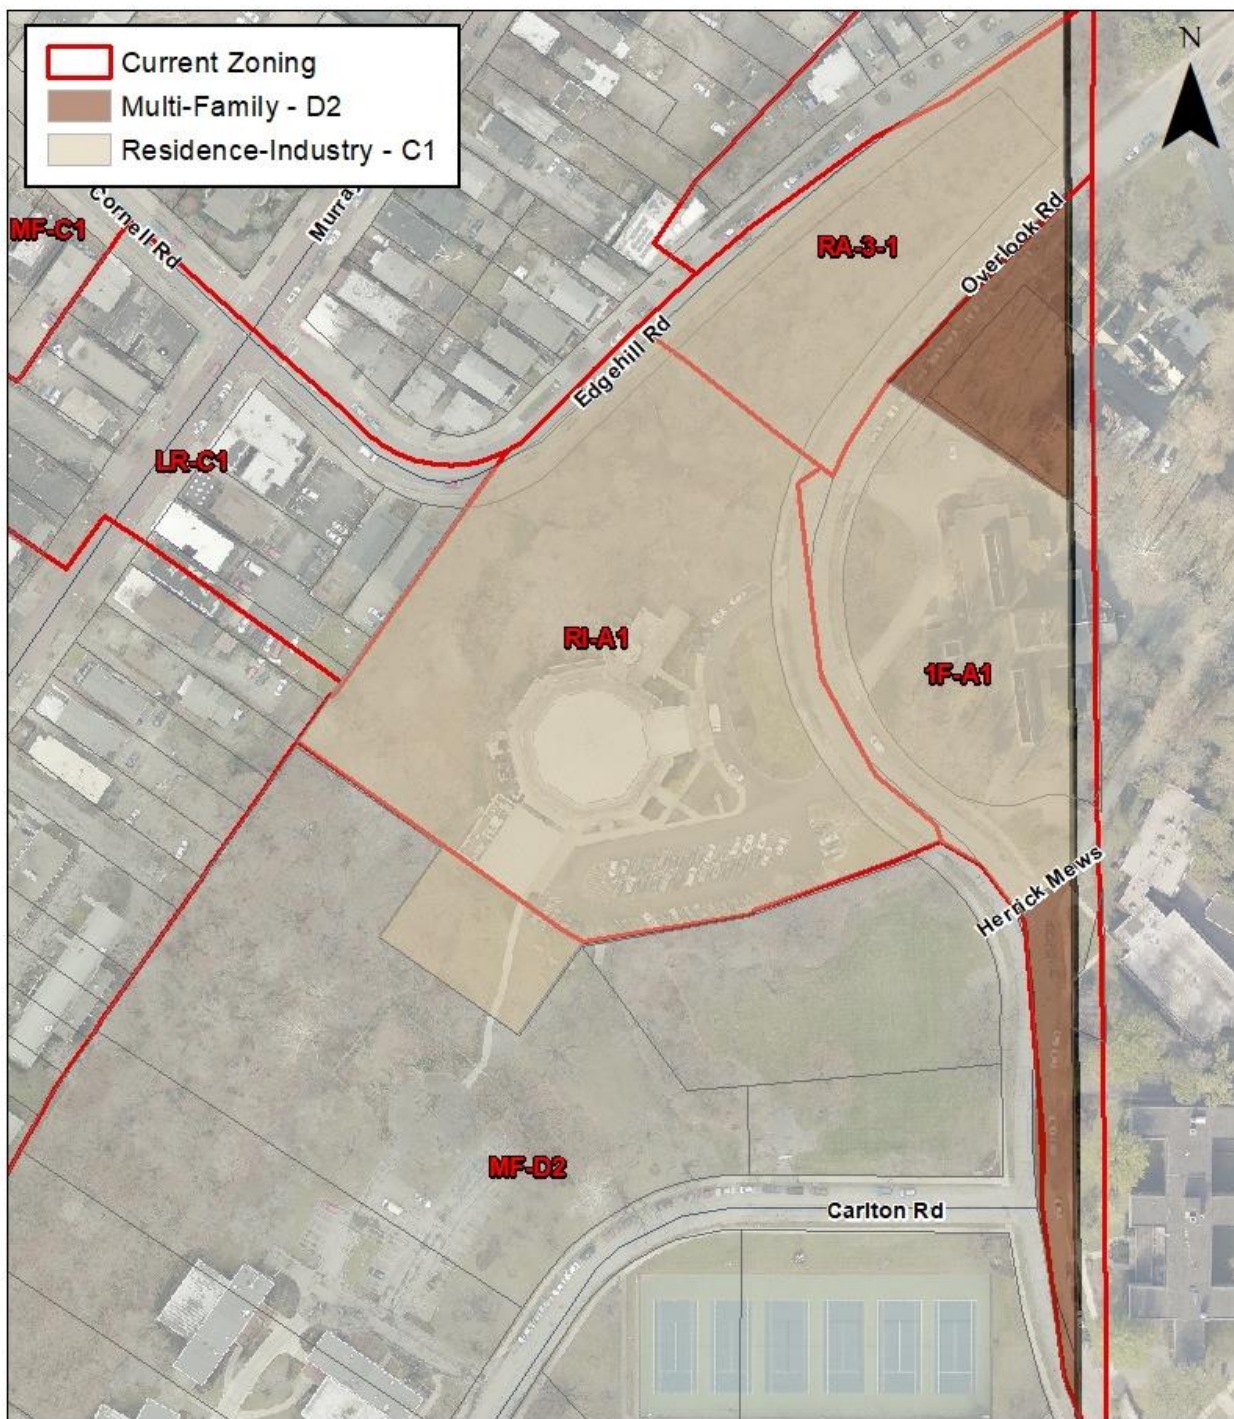 Current Zoning
Multi-Family - D2
Residence-Industry - C1
N
Cornell Rd
Murray
MF-C1
RA-3-1
Overlook Rd
Edgehill Rd
LR-C1
RI-A1
1F-A1
Herrick Mews
MF-D2
Carlton Rd